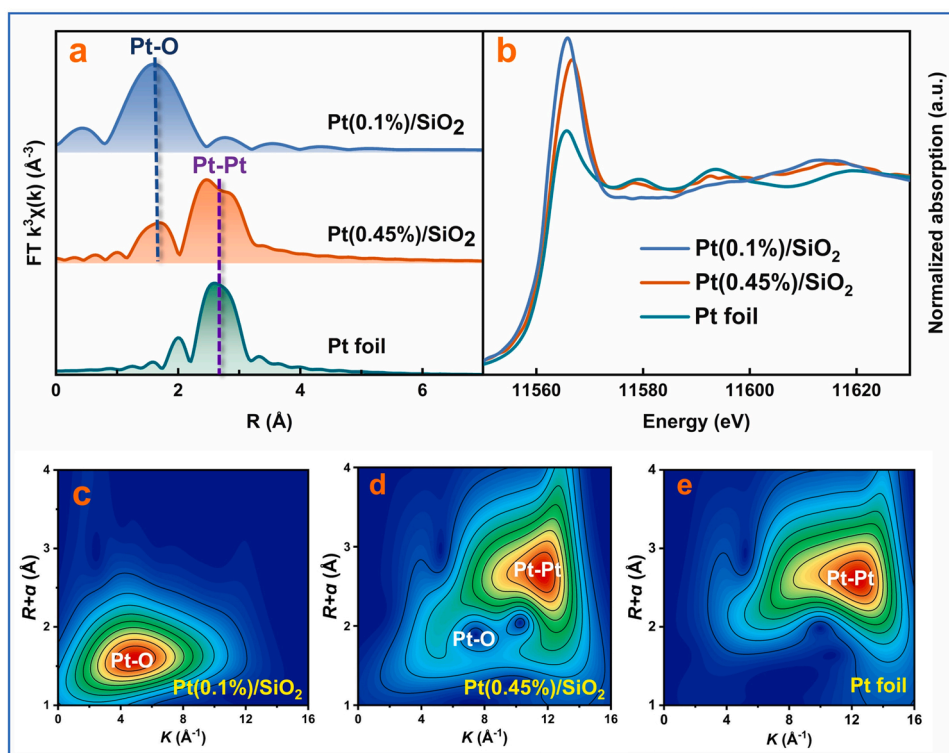 a
Pt-O
Pt(0.1%)/SiO₂
Pt-Pt
Pt(0.45%)/SiO₂
Pt foil
FT k³χ(k) (Å⁻³)
0 2 4 6
R (Å)
b
Pt(0.1%)/SiO₂
Pt(0.45%)/SiO₂
Pt foil
Normalized absorption (a.u.)
11560 11580 11600 11620
Energy (eV)
c
4
3
2
1
R+α (Å)
Pt-O
Pt(0.1%)/SiO₂
0 4 8 12 16
K (Å⁻¹)
d
4
3
2
1
R+α (Å)
Pt-Pt
Pt-O
Pt(0.45%)/SiO₂
0 4 8 12 16
K (Å⁻¹)
e
4
3
2
1
R+α (Å)
Pt-Pt
Pt foil
0 4 8 12 16
K (Å⁻¹)